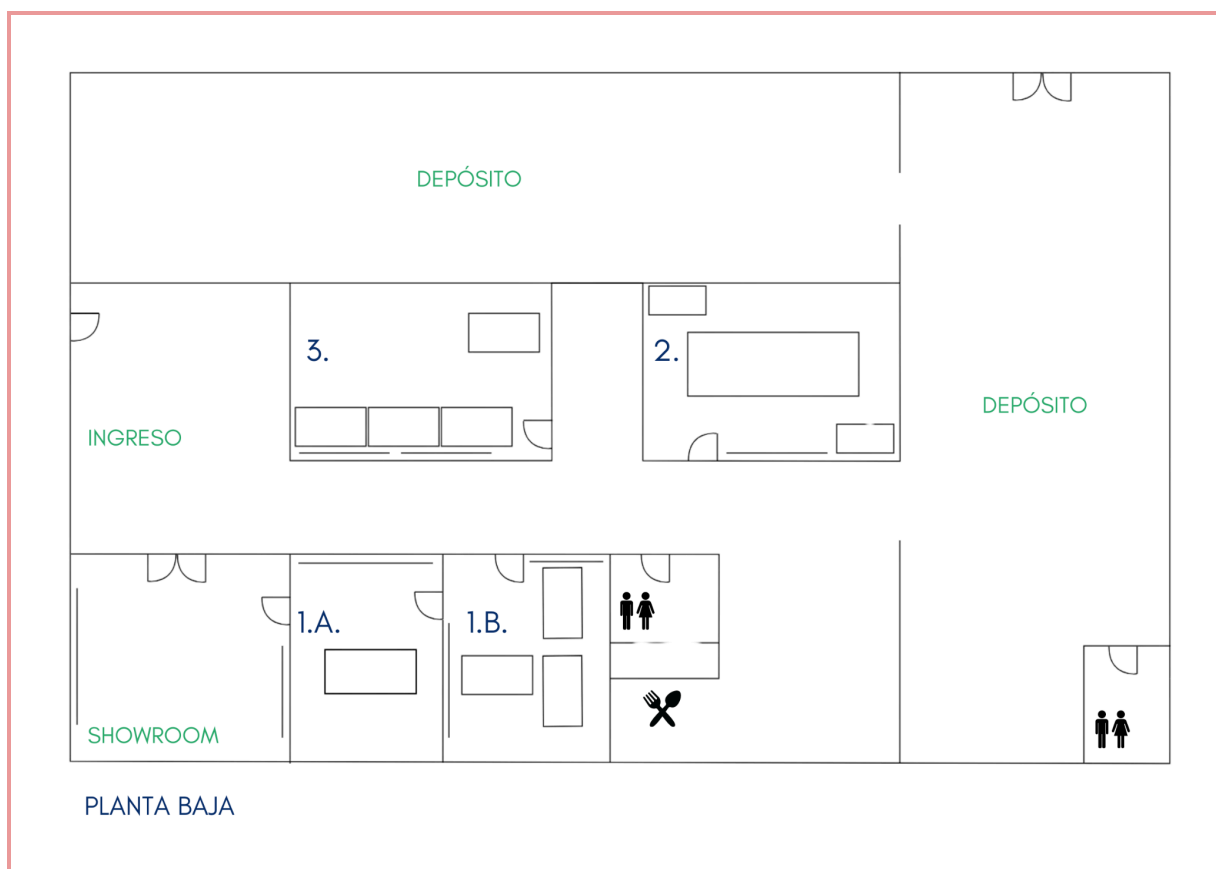 DEPÓSITO
3.
2.
DEPÓSITO
INGRESO
1.A.
1.B.
SHOWROOM
PLANTA BAJA